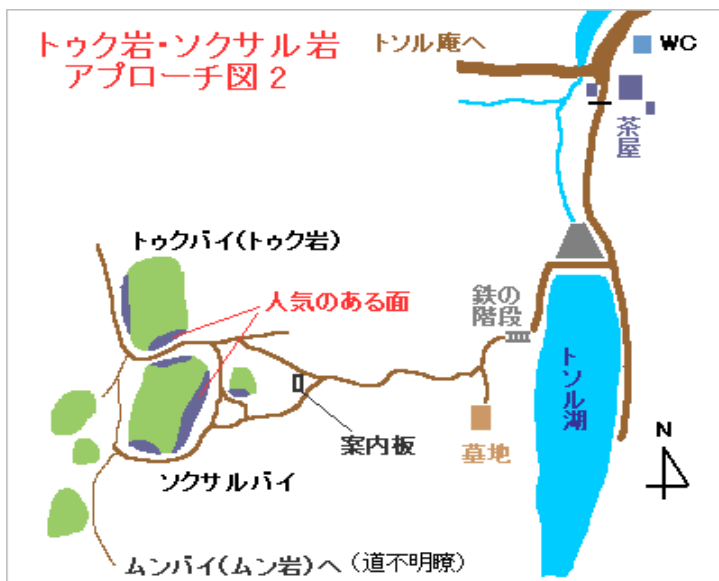 トゥク岩・ソクサル岩
アプローチ図2
トソル庵へ
WC
茶屋
トゥクバイ(トゥク岩)
人気のある面
鉄の
階段
トソル湖
案内板
墓地
N
ソクサルバイ
ムンバイ(ムン岩)へ (道不明瞭)